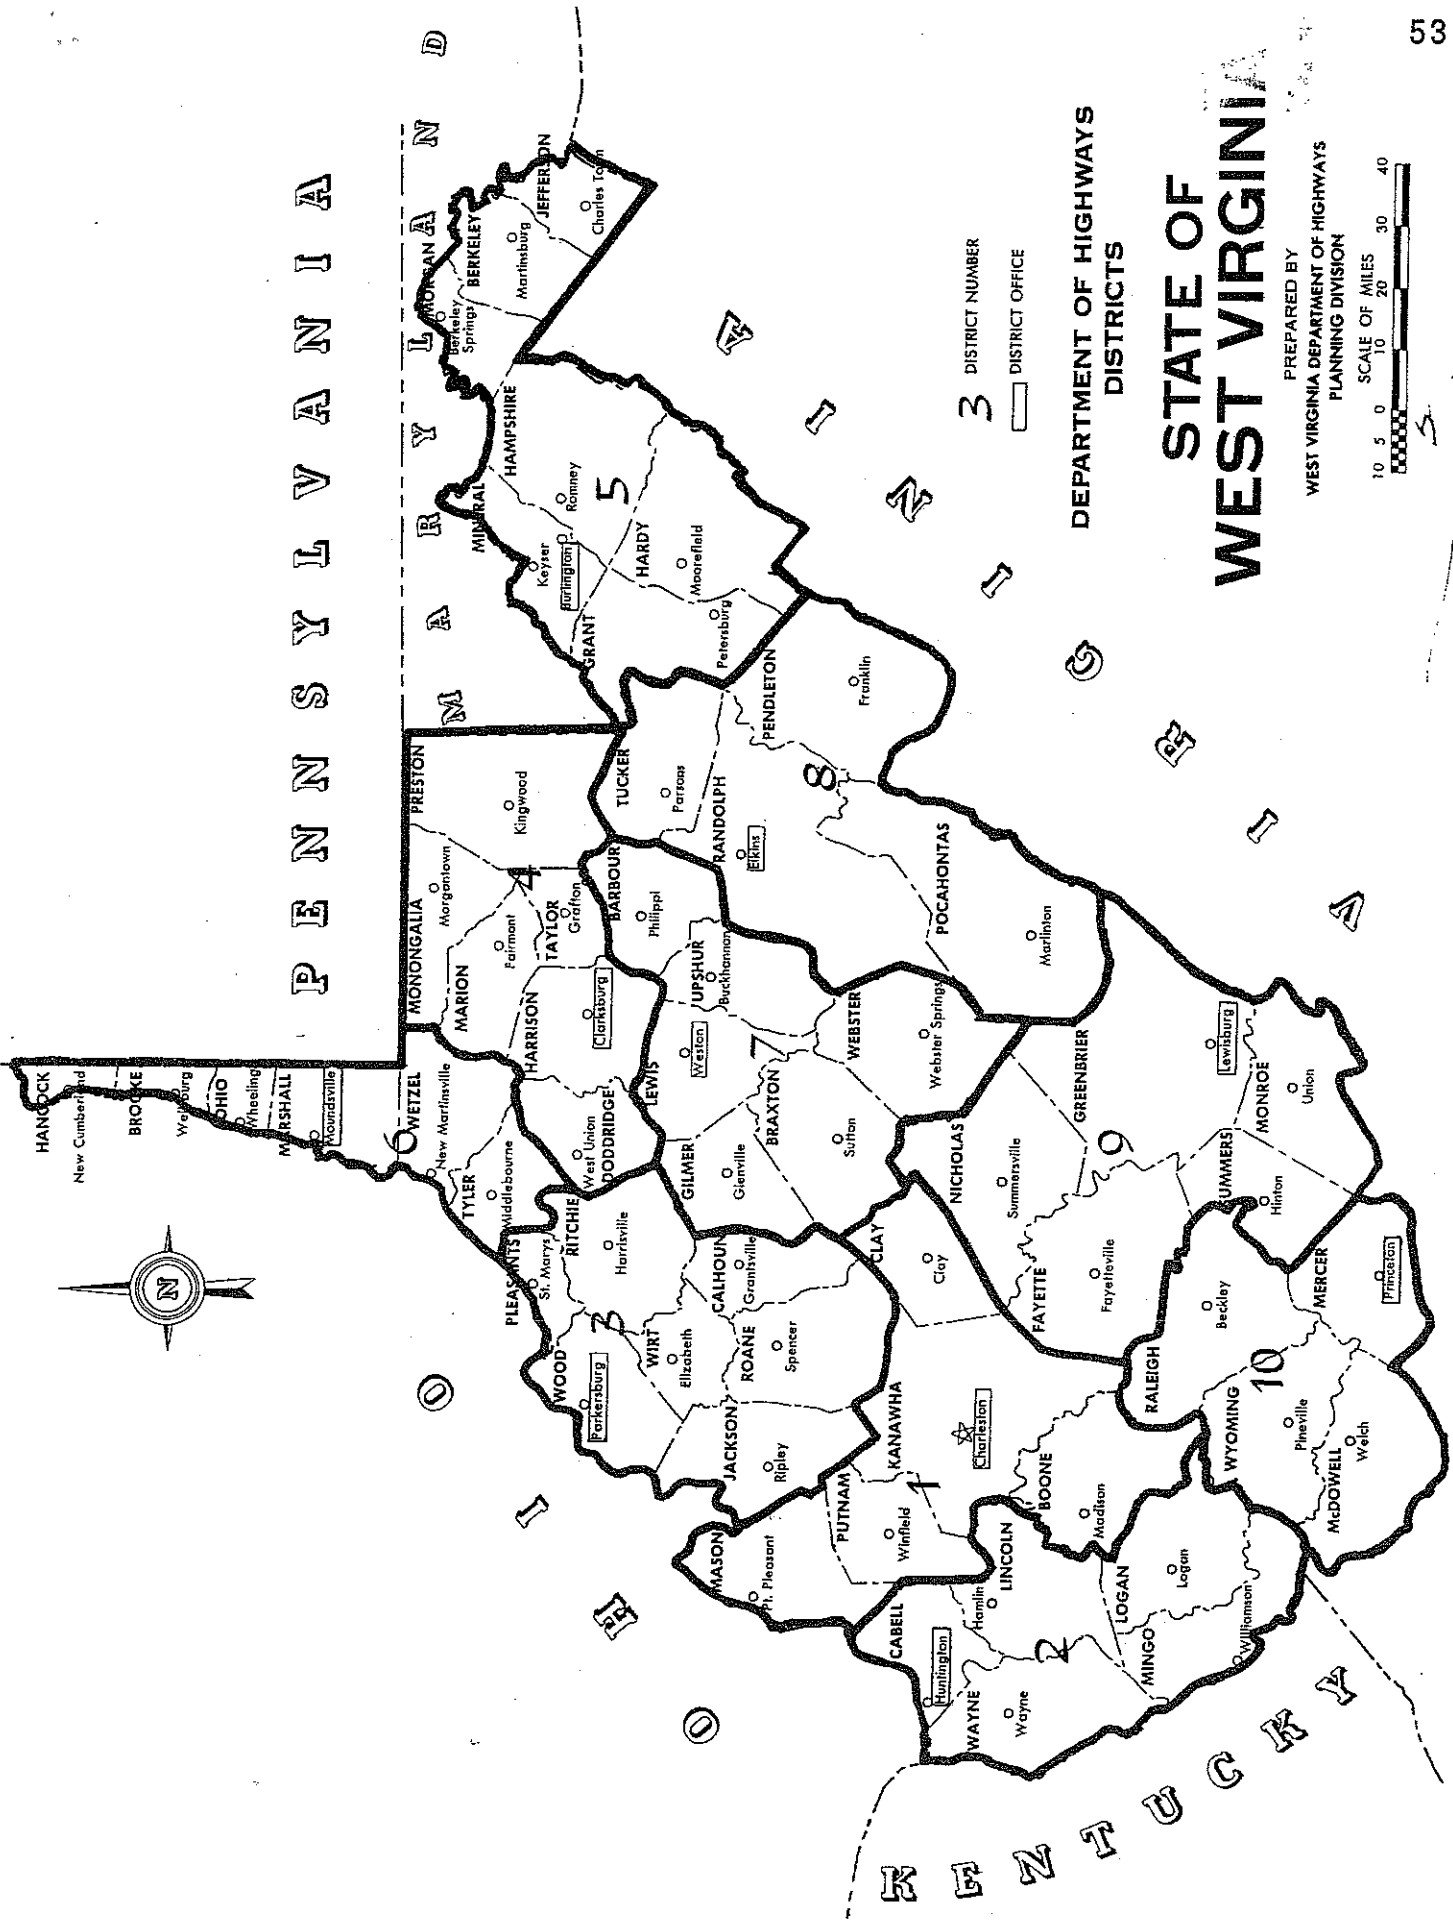 53
PENNSYLVANIA
MARYLAND
OHIO
KENTUCKY
VIRGINIA
N
HANCOCK
New Cumberland
BROOKE
Wellsburg
OHIO
Wheeling
MARSHALL
Moundsville
6
WETZEL
New Martinsville
TYLER
Middlebourne
PLEASANTS
St. Marys
RITCHIE
Harrisville
WOOD
Parkersburg
3
WIRT
Elizabeth
CALHOUN
Grantsville
ROANE
Spencer
JACKSON
Ripley
MONONGALIA
Morgantown
PRESTON
Kingwood
MARION
Fairmont
4
TAYLOR
Grafton
HARRISON
Clarksburg
DODDRIDGE
West Union
BARBOUR
Philippi
LEWIS
Weston
UPSHUR
Buckhannon
7
GILMER
Glenville
BRAXTON
Sutton
WEBSTER
Webster Springs
TUCKER
Parsons
RANDOLPH
Elkins
8
PENDLETON
Franklin
POCAHONTAS
Marlinton
MORGAN
Berkeley
Springs
BERKELEY
Martinsburg
JEFFERSON
Charles Town
HAMPSHIRE
Romney
MINERAL
Keyser
Burlington
5
HARDY
Moorefield
GRANT
Petersburg
MASON
Pt. Pleasant
PUTNAM
Winfield
1
KANAWHA
Charleston
CLAY
Clay
BOONE
Madison
CABELL
Huntington
LINCOLN
Hamlin
WAYNE
Wayne
2
LOGAN
Logan
MINGO
Williamson
NICHOLAS
Summersville
FAYETTE
Fayetteville
9
GREENBRIER
Lewisburg
SUMMERS
Hinton
MONROE
Union
RALEIGH
Beckley
10
WYOMING
Pineville
McDOWELL
Welch
MERCER
Princeton
3 DISTRICT NUMBER
DISTRICT OFFICE
DEPARTMENT OF HIGHWAYS
DISTRICTS
STATE OF
WEST VIRGINIA
PREPARED BY
WEST VIRGINIA DEPARTMENT OF HIGHWAYS
PLANNING DIVISION
SCALE OF MILES
10 5 0 10 20 30 40